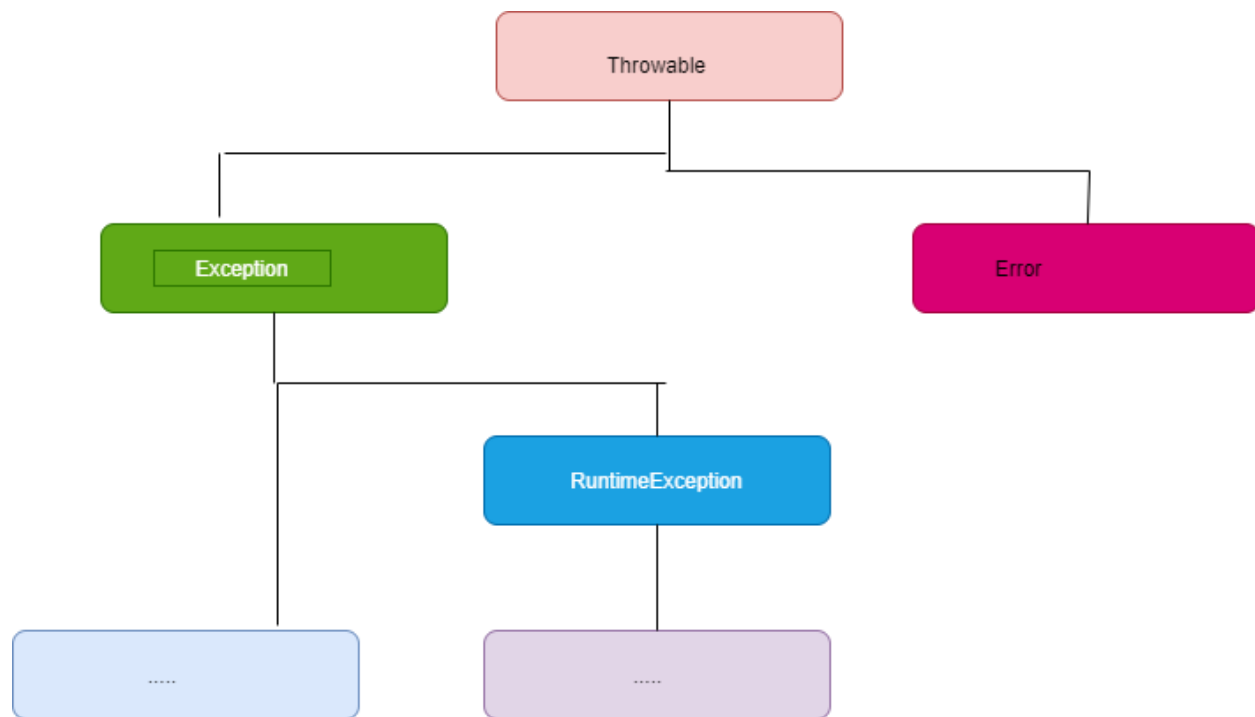 Throwable
Exception
Error
RuntimeException
.....
.....